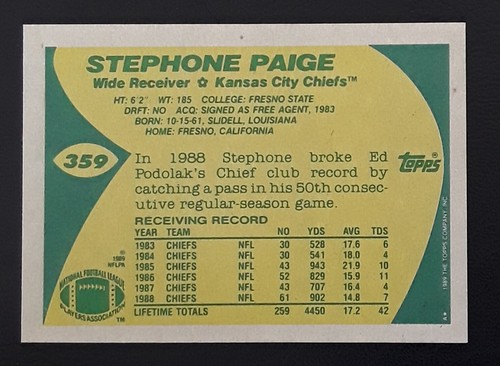 STEPHONE PAIGE
Wide Receiver ✩ Kansas City Chiefs™
HT: 6'2" WT: 185 COLLEGE: FRESNO STATE
DRFT: NO ACQ: SIGNED AS FREE AGENT, 1983
BORN: 10-15-61, SLIDELL, LOUISIANA
HOME: FRESNO, CALIFORNIA
359
In 1988 Stephone broke Ed
Podolak's Chief club record by
catching a pass in his 50th consec-
utive regular-season game.
TOPPS®
RECEIVING RECORD
YEAR TEAM NO YDS AVG TDS
1983 CHIEFS NFL 30 528 17.6 6
1984 CHIEFS NFL 30 541 18.0 4
1985 CHIEFS NFL 43 943 21.9 10
1986 CHIEFS NFL 52 829 15.9 11
1987 CHIEFS NFL 43 707 16.4 4
1988 CHIEFS NFL 61 902 14.8 7
LIFETIME TOTALS 259 4450 17.2 42
©
1989
NFLPA
NATIONAL FOOTBALL LEAGUE
PLAYERS ASSOCIATION
™
1989 THE TOPPS COMPANY, INC.
A*